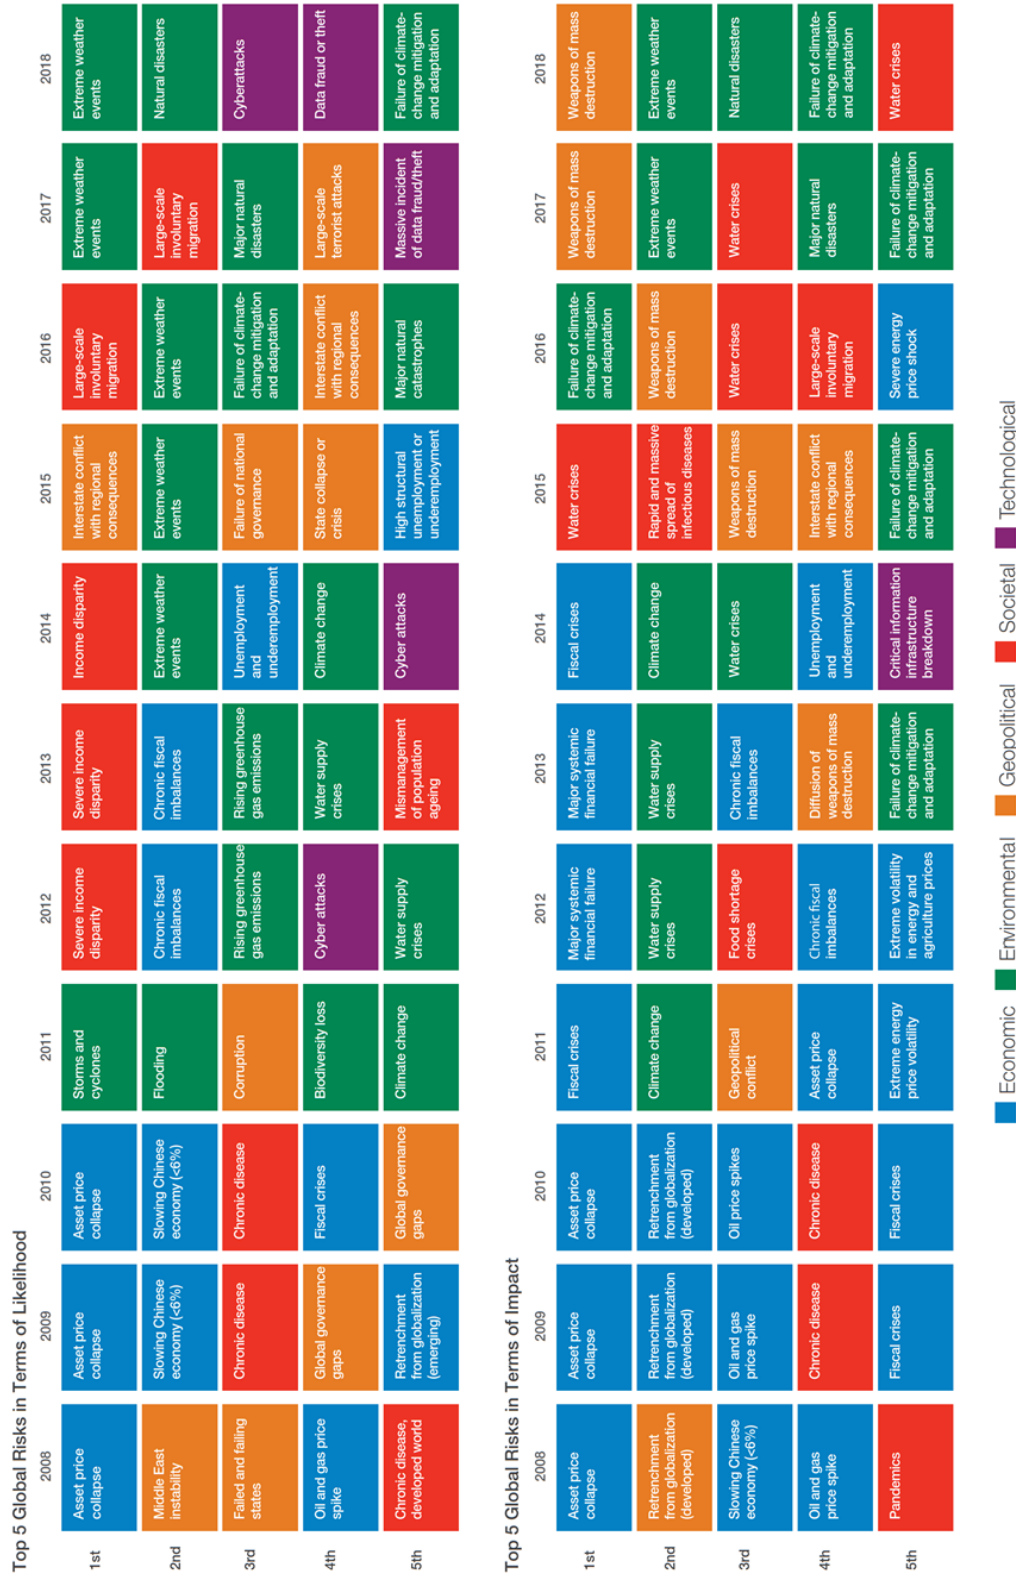 Top 5 Global Risks in Terms of Likelihood
2008 2009 2010 2011 2012 2013 2014 2015 2016 2017 2018
1st
Asset price
collapse
Asset price
collapse
Asset price
collapse
Storms and
cyclones
Severe income
disparity
Severe income
disparity
Income disparity
Interstate conflict
with regional
consequences
Large-scale
involuntary
migration
Extreme weather
events
Extreme weather
events
2nd
Middle East
instability
Slowing Chinese
economy (<6%)
Slowing Chinese
economy (<6%)
Flooding
Chronic fiscal
imbalances
Chronic fiscal
imbalances
Extreme weather
events
Extreme weather
events
Extreme weather
events
Large-scale
involuntary
migration
Natural disasters
3rd
Failed and failing
states
Chronic disease
Chronic disease
Corruption
Rising greenhouse
gas emissions
Rising greenhouse
gas emissions
Unemployment
and
underemployment
Failure of national
governance
Failure of climate-
change mitigation
and adaptation
Major natural
disasters
Cyberattacks
4th
Oil and gas price
spike
Global governance
gaps
Fiscal crises
Biodiversity loss
Cyber attacks
Water supply
crises
Climate change
State collapse or
crisis
Interstate conflict
with regional
consequences
Large-scale
terrorist attacks
Data fraud or theft
5th
Chronic disease,
developed world
Retrenchment
from globalization
(emerging)
Global governance
gaps
Climate change
Water supply
crises
Mismanagement
of population
ageing
Cyber attacks
High structural
unemployment or
underemployment
Major natural
catastrophes
Massive incident
of data fraud/theft
Failure of climate-
change mitigation
and adaptation
Top 5 Global Risks in Terms of Impact
2008 2009 2010 2011 2012 2013 2014 2015 2016 2017 2018
1st
Asset price
collapse
Asset price
collapse
Asset price
collapse
Fiscal crises
Major systemic
financial failure
Major systemic
financial failure
Fiscal crises
Water crises
Failure of climate-
change mitigation
and adaptation
Weapons of mass
destruction
Weapons of mass
destruction
2nd
Retrenchment
from globalization
(developed)
Retrenchment
from globalization
(developed)
Retrenchment
from globalization
(developed)
Climate change
Water supply
crises
Water supply
crises
Climate change
Rapid and massive
spread of
infectious diseases
Weapons of mass
destruction
Extreme weather
events
Extreme weather
events
3rd
Slowing Chinese
economy (<6%)
Oil and gas
price spike
Oil price spikes
Geopolitical
conflict
Food shortage
crises
Chronic fiscal
imbalances
Water crises
Weapons of mass
destruction
Water crises
Water crises
Natural disasters
4th
Oil and gas
price spike
Chronic disease
Chronic disease
Asset price
collapse
Chronic fiscal
imbalances
Diffusion of
weapons of mass
destruction
Unemployment
and
underemployment
Interstate conflict
with regional
consequences
Large-scale
involuntary
migration
Major natural
disasters
Failure of climate-
change mitigation
and adaptation
5th
Pandemics
Fiscal crises
Fiscal crises
Extreme energy
price volatility
Extreme volatility
in energy and
agriculture prices
Failure of climate-
change mitigation
and adaptation
Critical information
infrastructure
breakdown
Failure of climate-
change mitigation
and adaptation
Severe energy
price shock
Failure of climate-
change mitigation
and adaptation
Water crises
Economic Environmental Geopolitical Societal Technological